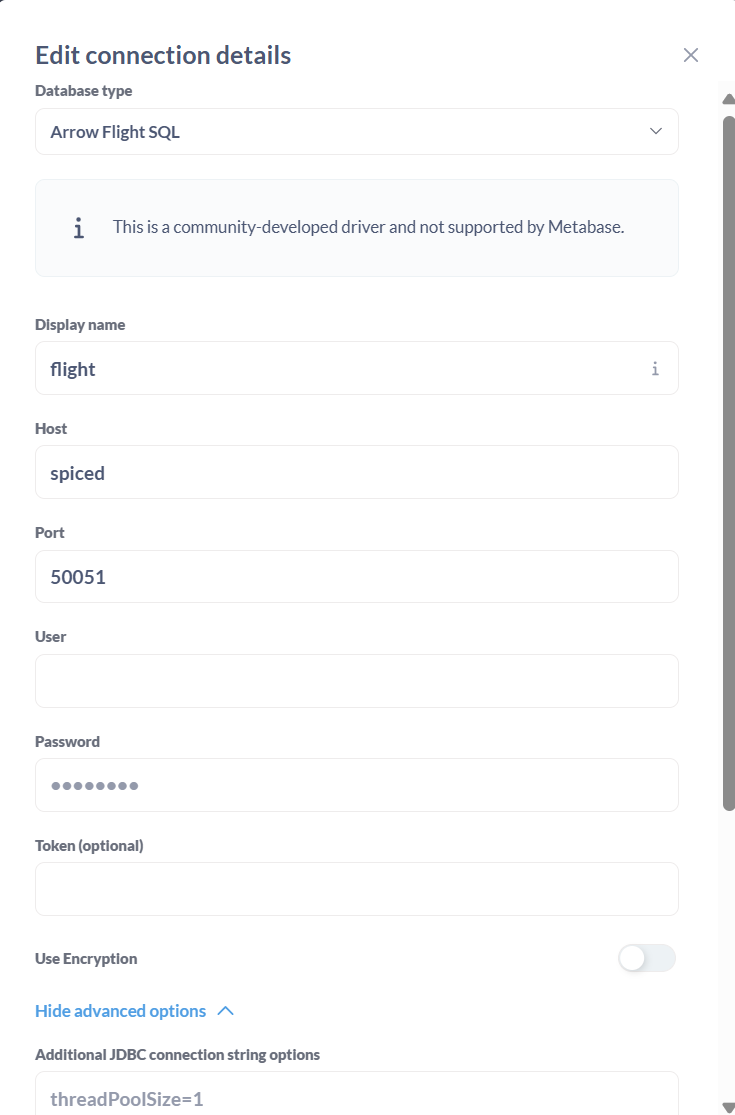 Edit connection details
Database type
Arrow Flight SQL
This is a community-developed driver and not supported by Metabase.
Display name
flight
Host
spiced
Port
50051
User
Password
••••••••
Token (optional)
Use Encryption
Hide advanced options
Additional JDBC connection string options
threadPoolSize=1